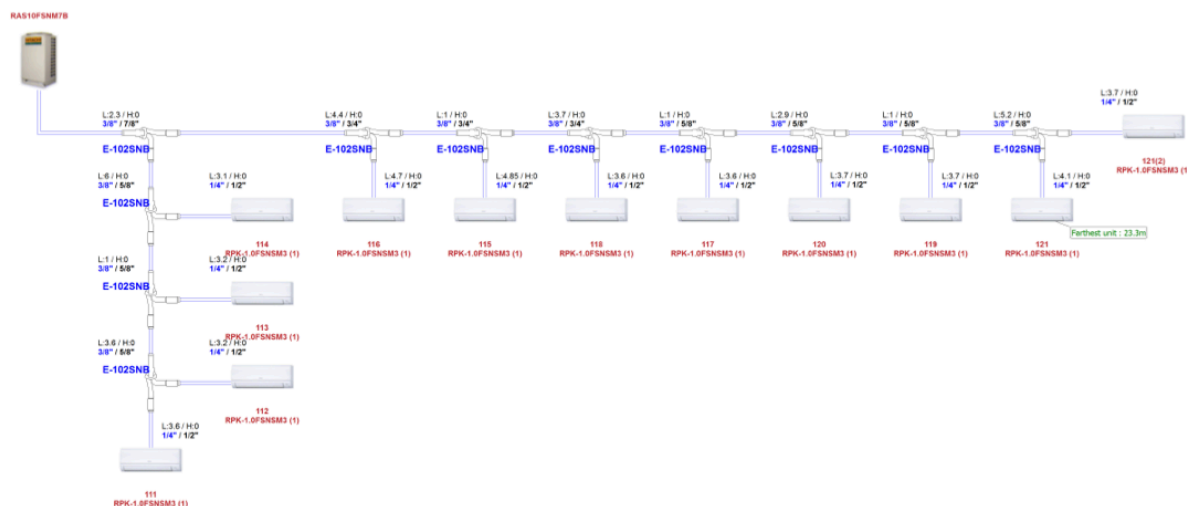 RAS10FSNM7B
L:3.7 / H:0
1/4" / 1/2"
L:2.3 / H:0
3/8" / 7/8"
L:4.4 / H:0
3/8" / 3/4"
L:1 / H:0
3/8" / 3/4"
L:3.7 / H:0
3/8" / 3/4"
L:1 / H:0
3/8" / 5/8"
L:2.9 / H:0
3/8" / 5/8"
L:1 / H:0
3/8" / 5/8"
L:5.2 / H:0
3/8" / 5/8"
E-102SNB
E-102SNB
E-102SNB
E-102SNB
E-102SNB
E-102SNB
E-102SNB
E-102SNB
121(2)
RPK-1.0FSNSM3 (1
L:6 / H:0
3/8" / 5/8"
L:3.1 / H:0
1/4" / 1/2"
L:4.7 / H:0
1/4" / 1/2"
L:4.85 / H:0
1/4" / 1/2"
L:3.6 / H:0
1/4" / 1/2"
L:3.6 / H:0
1/4" / 1/2"
L:3.7 / H:0
1/4" / 1/2"
L:3.7 / H:0
1/4" / 1/2"
L:4.1 / H:0
1/4" / 1/2"
E-102SNB
Farthest unit : 23.3m
114
RPK-1.0FSNSM3 (1)
116
RPK-1.0FSNSM3 (1)
115
RPK-1.0FSNSM3 (1)
118
RPK-1.0FSNSM3 (1)
117
RPK-1.0FSNSM3 (1)
120
RPK-1.0FSNSM3 (1)
119
RPK-1.0FSNSM3 (1)
121
RPK-1.0FSNSM3 (1)
L:1 / H:0
3/8" / 5/8"
L:3.2 / H:0
1/4" / 1/2"
E-102SNB
113
RPK-1.0FSNSM3 (1)
L:3.6 / H:0
3/8" / 5/8"
L:3.2 / H:0
1/4" / 1/2"
E-102SNB
112
RPK-1.0FSNSM3 (1)
L:3.6 / H:0
1/4" / 1/2"
111
RPK-1.0FSNSM3 (1)